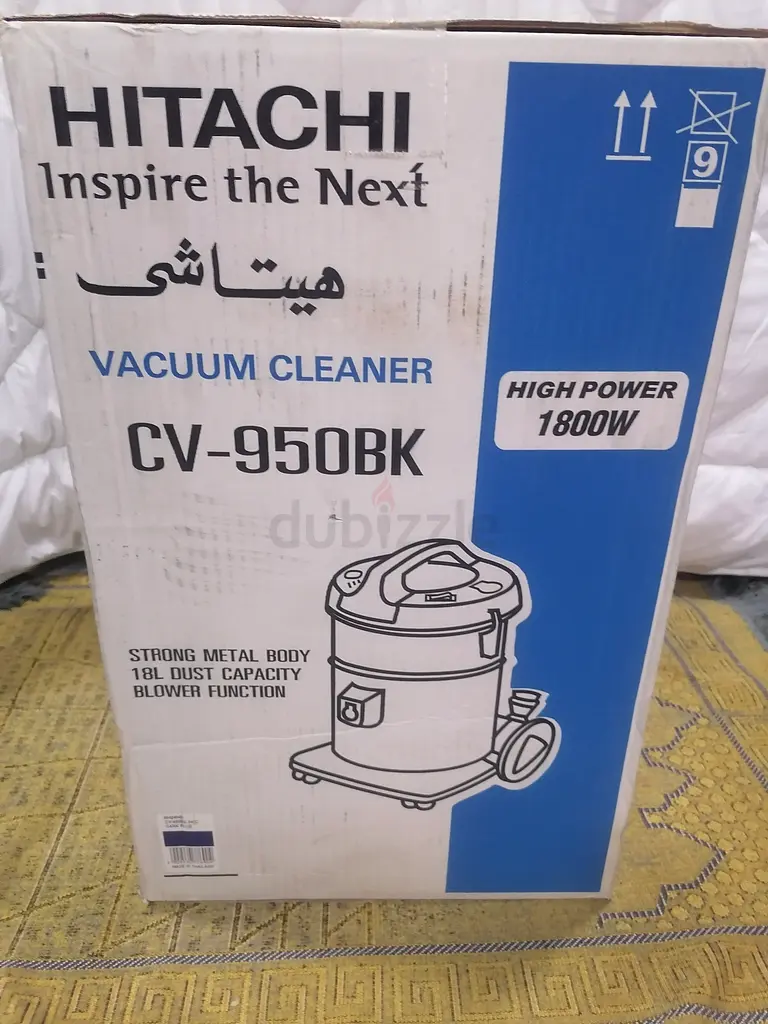 HITACHI
Inspire the Next
هيتاشى
VACUUM CLEANER
CV-950BK
9
HIGH POWER
1800W
dubizzle
STRONG METAL BODY
18L DUST CAPACITY
BLOWER FUNCTION